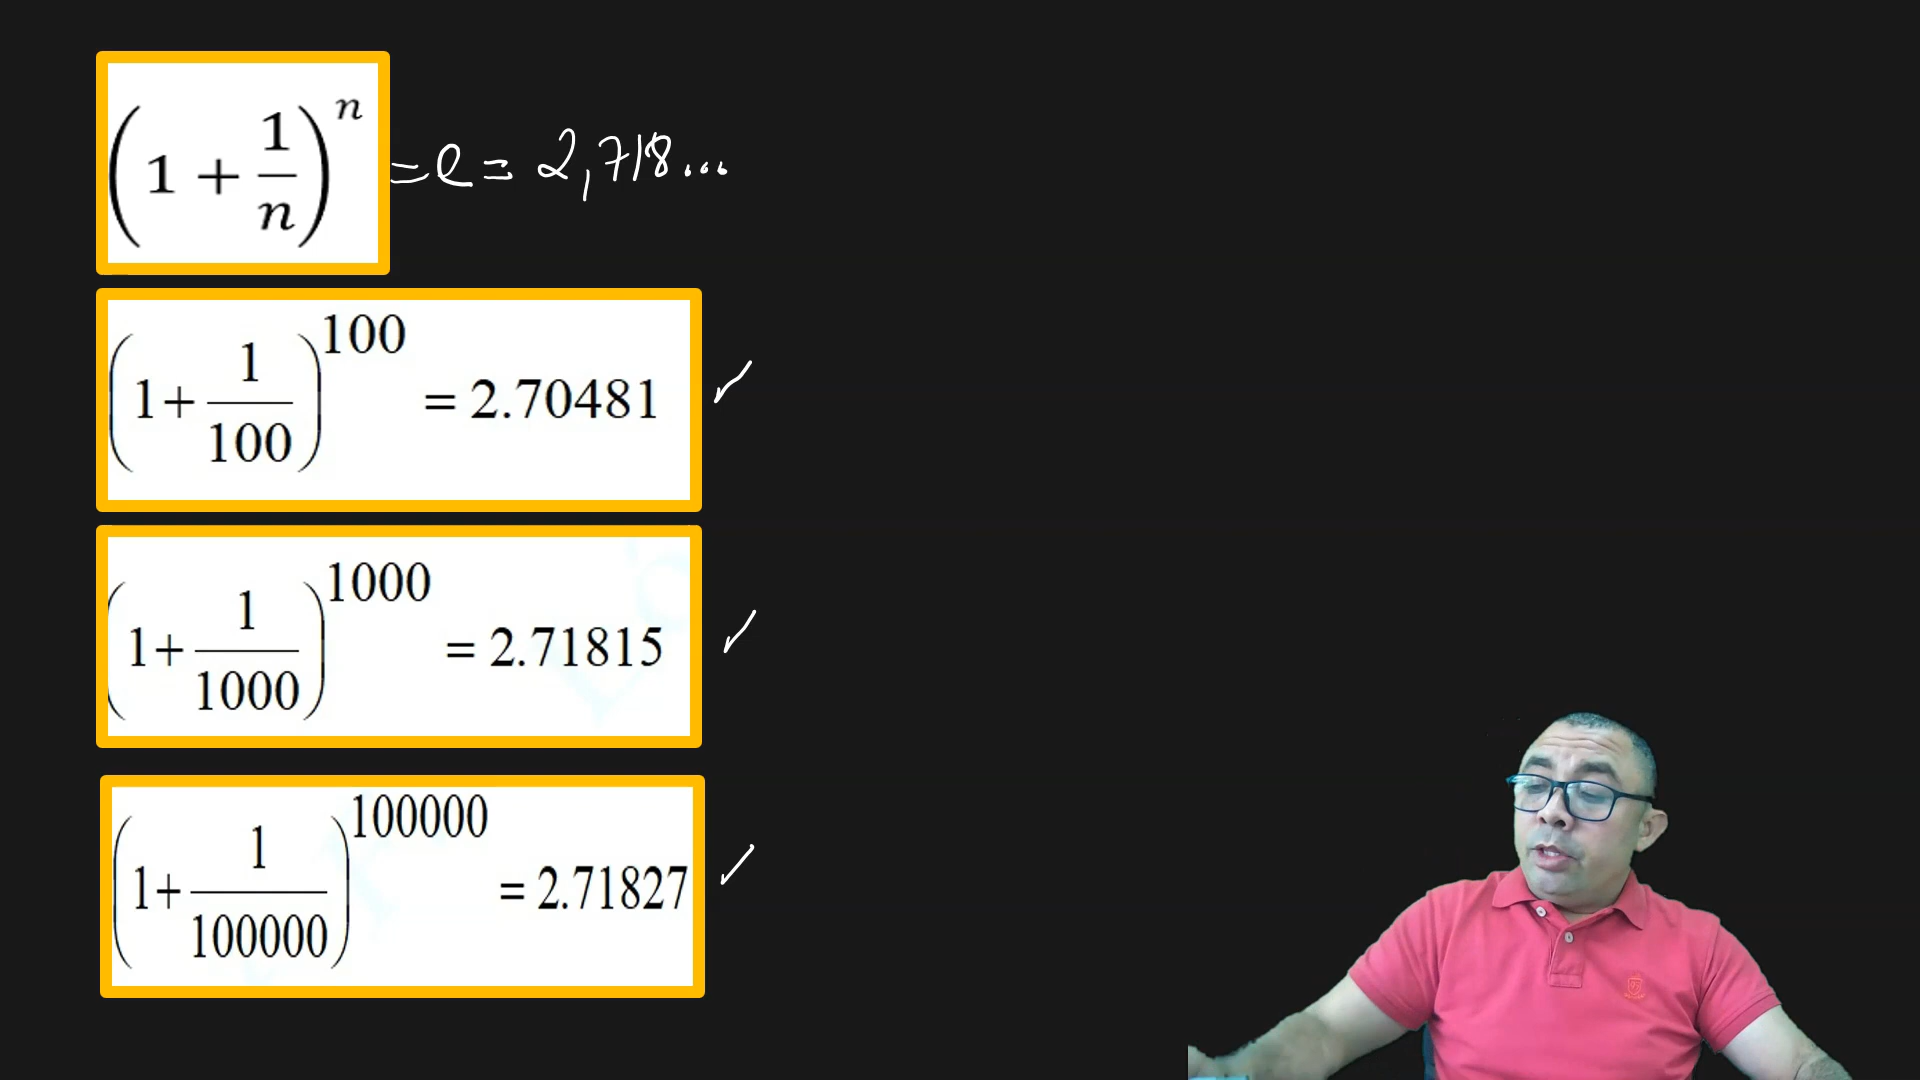 (1 + 1/n)^n = e = 2,718...
(1+ 1/100)^100 = 2.70481 ✓
(1+ 1/1000)^1000 = 2.71815 ✓
(1+ 1/100000)^100000 = 2.71827 ✓